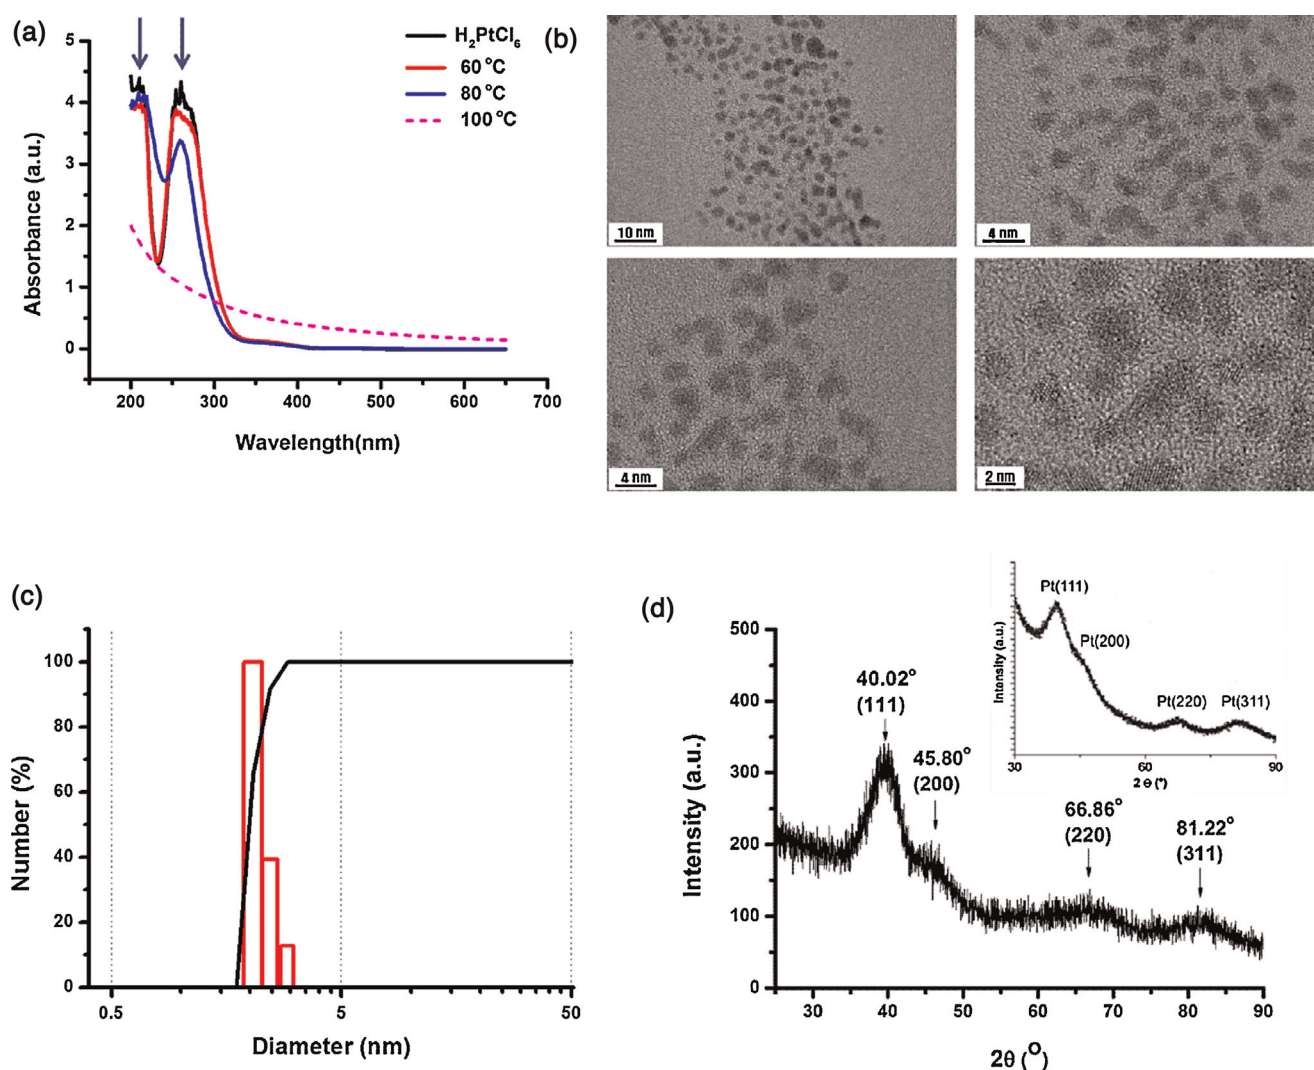 (a)
5
4
3
2
1
0
Absorbance (a.u.)
H₂PtCl₆
60 °C
80 °C
100 °C
200 300 400 500 600 700
Wavelength(nm)
(b)
10 nm
4 nm
4 nm
2 nm
(c)
100
80
60
40
20
0
Number (%)
0.5 5 50
Diameter (nm)
(d)
500
400
300
200
100
0
Intensity (a.u.)
40.02°
(111)
45.80°
(200)
66.86°
(220)
81.22°
(311)
30 40 50 60 70 80 90
2θ (°)
Intensity (a.u.)
Pt(111)
Pt(200)
Pt(220)
Pt(311)
30 60 90
2 Θ (°)